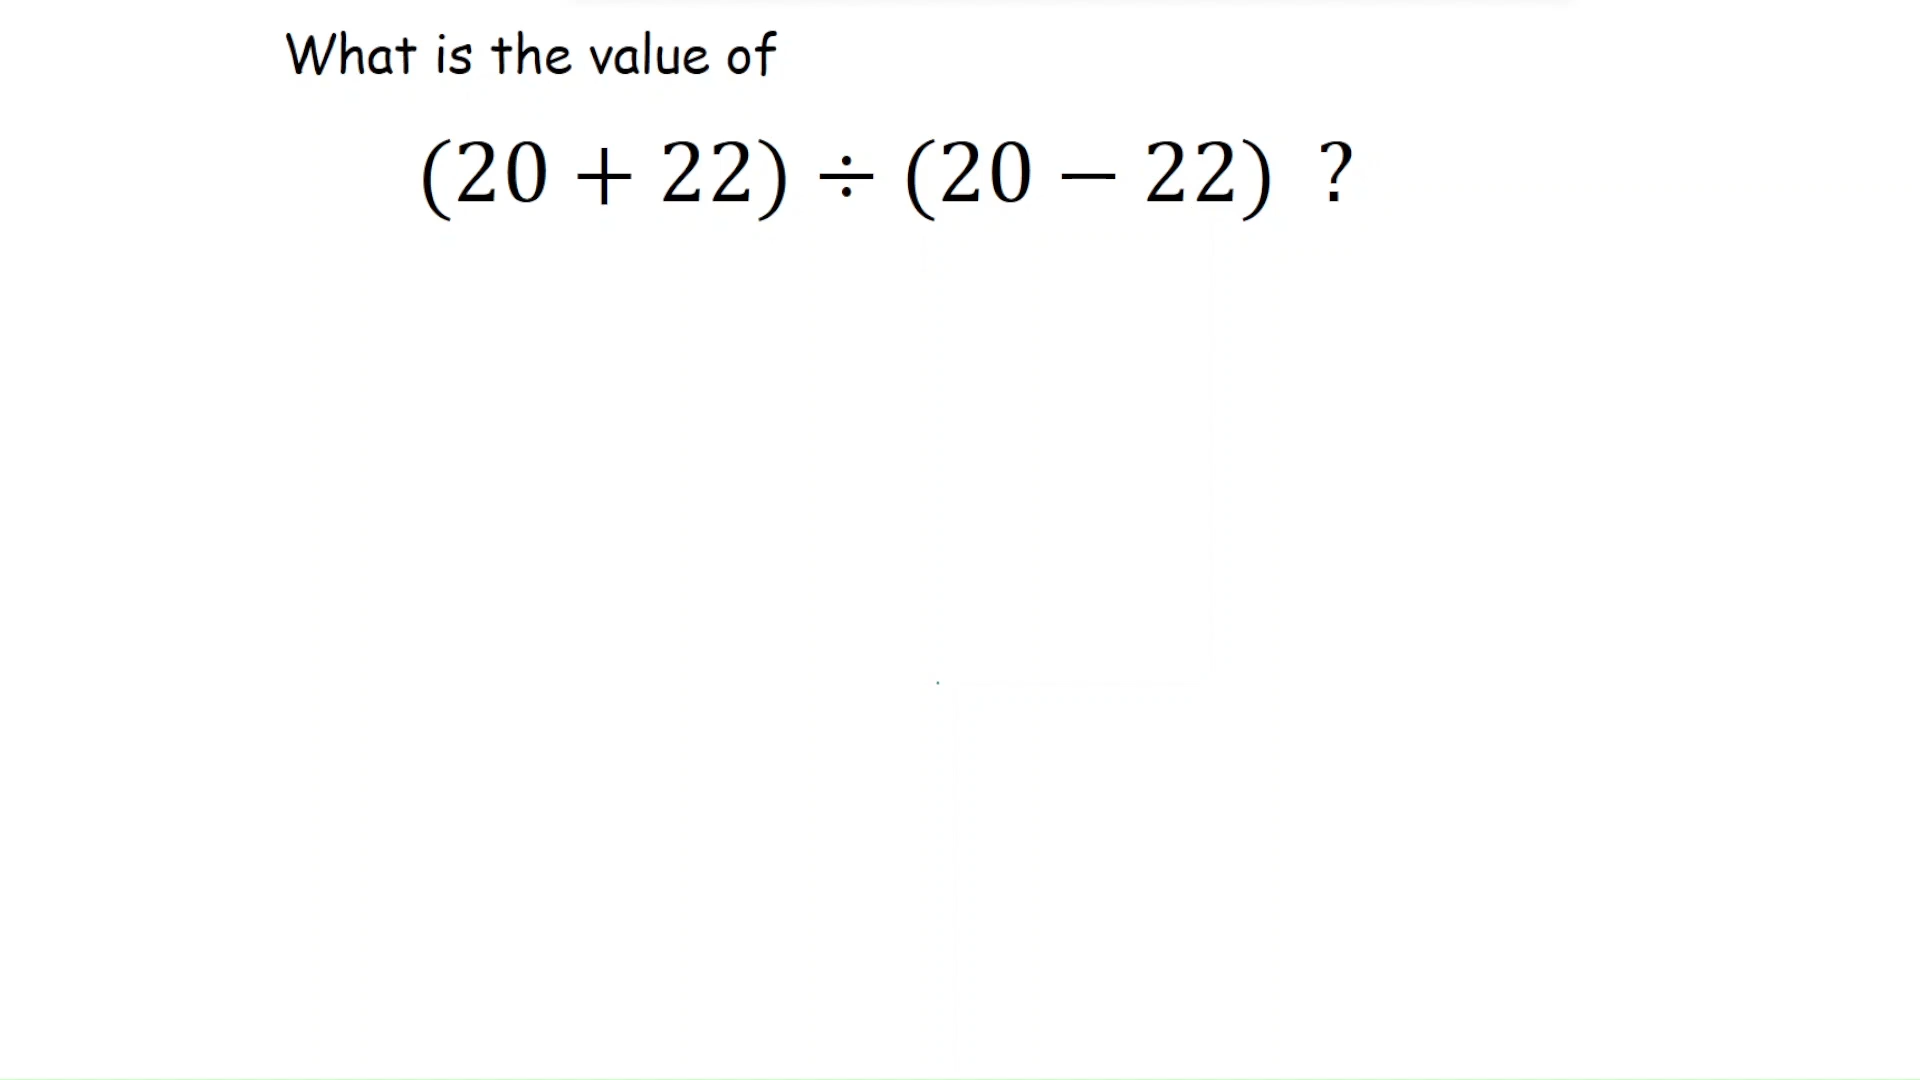 What is the value of
(20 + 22) ÷ (20 − 22) ?